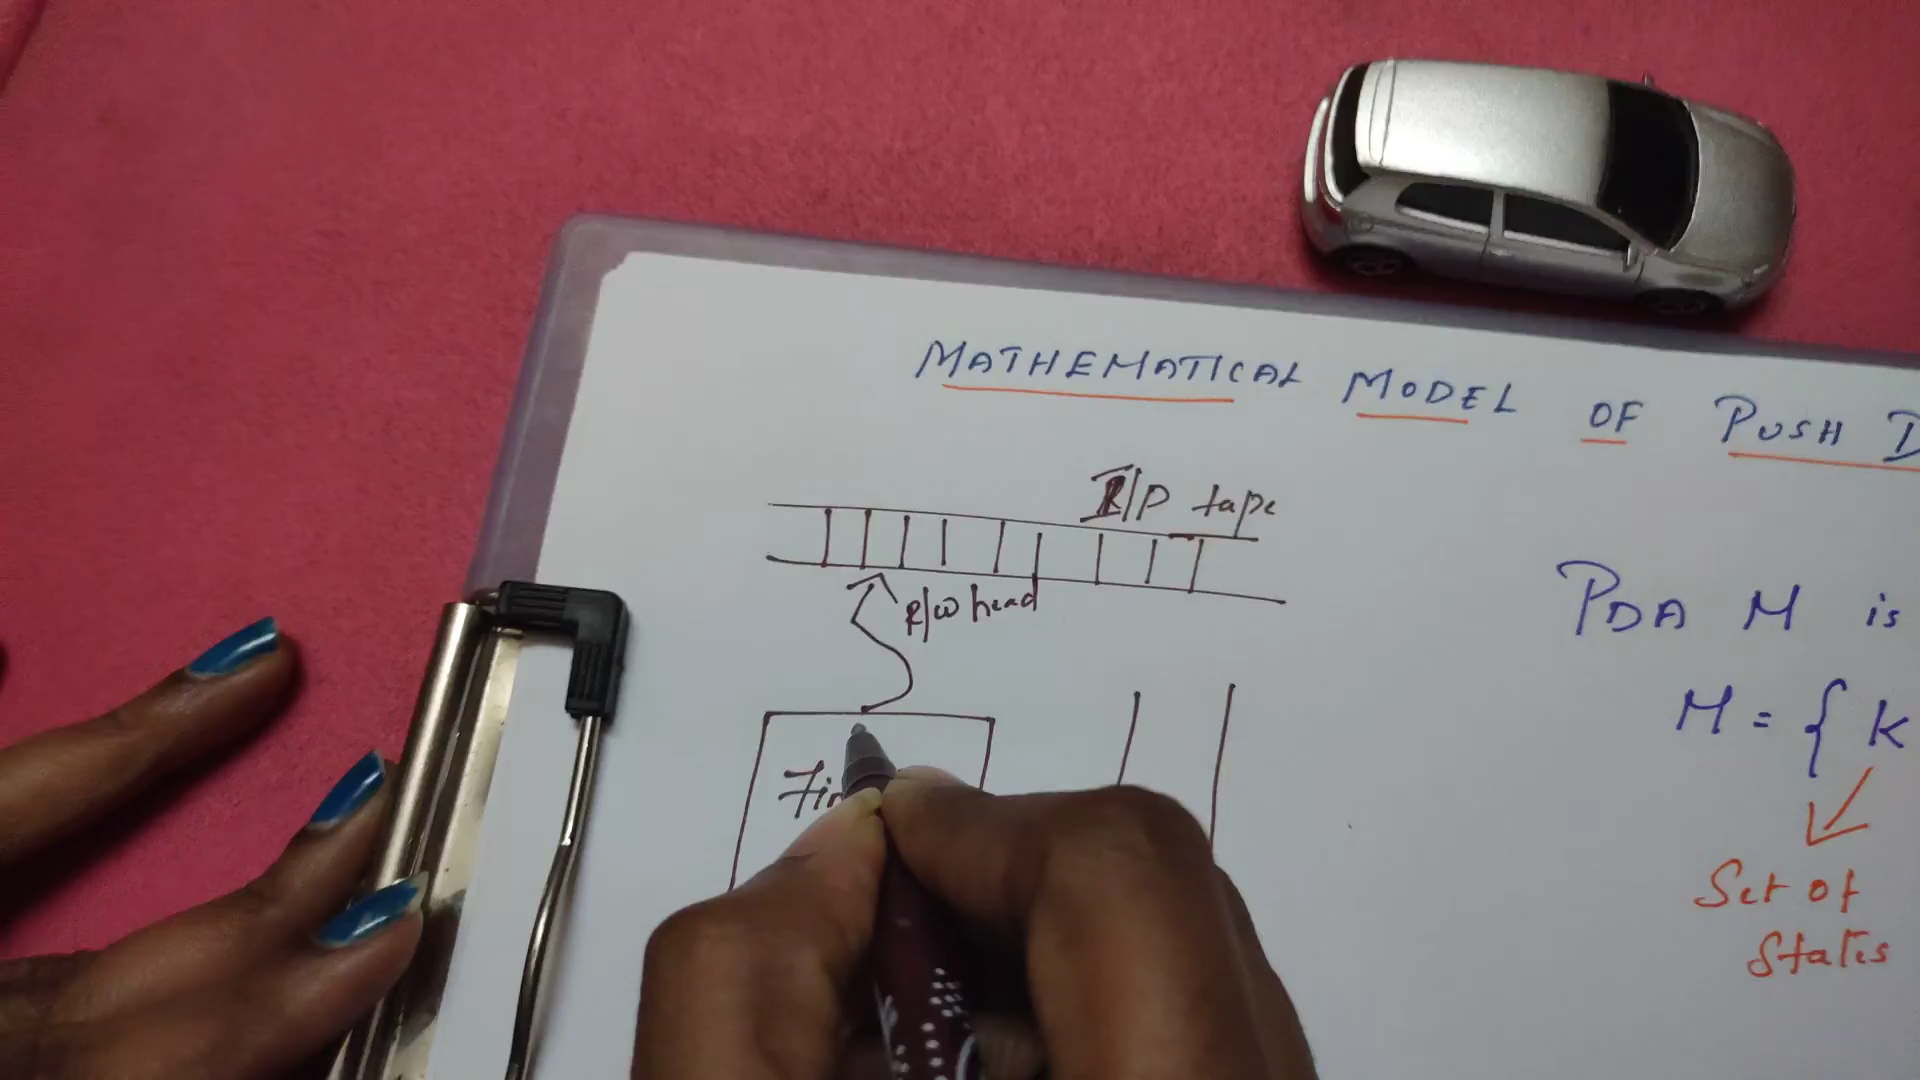 MATHEMATICAL MODEL OF PUSH D
I/P tape
R/W head
PDA M is
M = { K
Set of
States